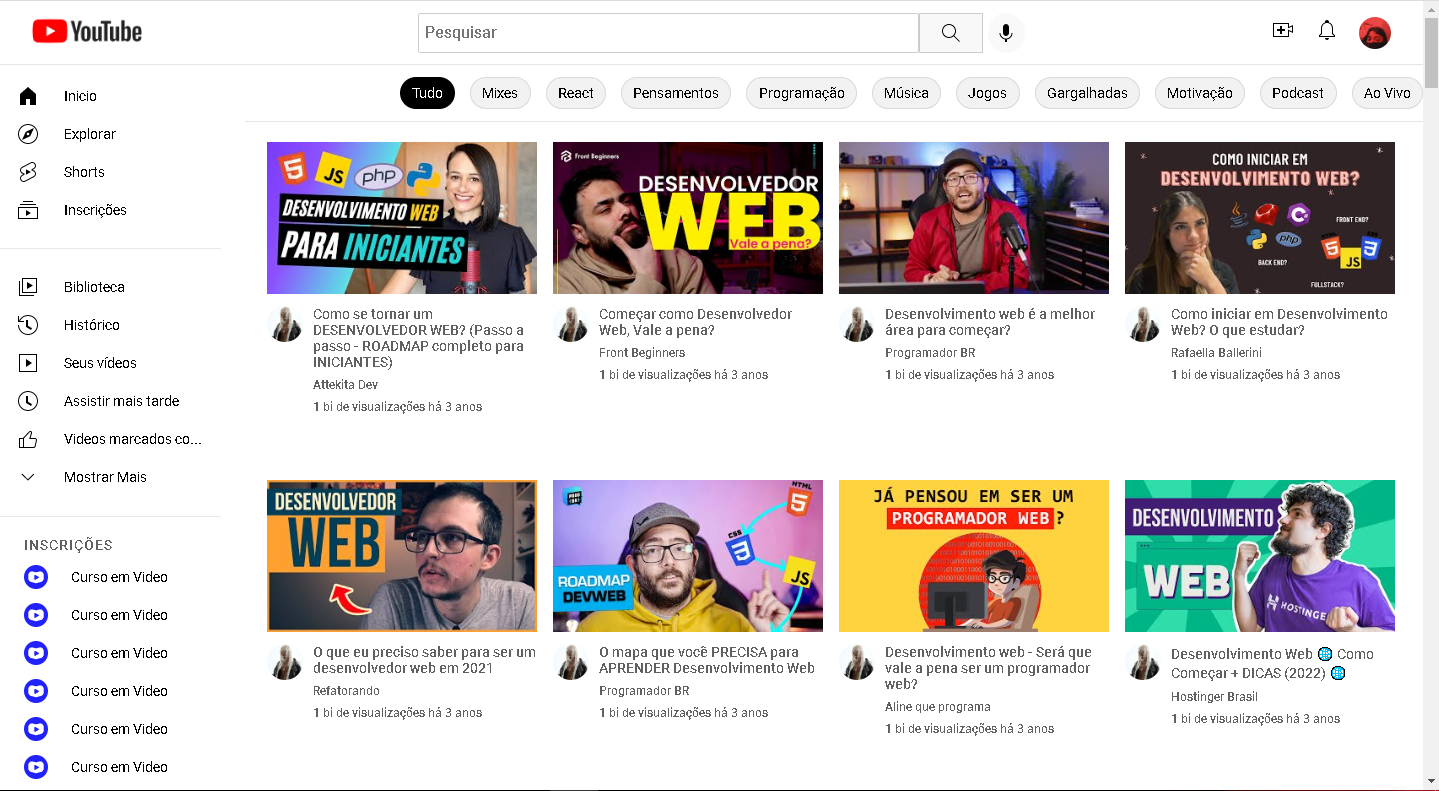 YouTube
Pesquisar
Tudo
Mixes
React
Pensamentos
Programação
Música
Jogos
Gargalhadas
Motivação
Podcast
Ao Vivo
Inicio
Explorar
Shorts
Inscrições
Biblioteca
Histórico
Seus vídeos
Assistir mais tarde
Videos marcados co...
Mostrar Mais
INSCRIÇÕES
Curso em Video
Curso em Video
Curso em Video
Curso em Video
Curso em Video
Curso em Video
5
JS
php
DESENVOLVIMENTO WEB
PARA INICIANTES
Como se tornar um
DESENVOLVEDOR WEB? (Passo a
passo - ROADMAP completo para
INICIANTES)
Attekita Dev
1 bi de visualizações há 3 anos
Front Beginners
DESENVOLVEDOR
WEB
Vale a pena?
Começar como Desenvolvedor
Web, Vale a pena?
Front Beginners
1 bi de visualizações há 3 anos
Desenvolvimento web é a melhor
área para começar?
Programador BR
1 bi de visualizações há 3 anos
COMO INICIAR EM
DESENVOLVIMENTO WEB?
FRONT END?
php
BACK END?
JS
FULLSTACK?
Como iniciar em Desenvolvimento
Web? O que estudar?
Rafaella Ballerini
1 bi de visualizações há 3 anos
DESENVOLVEDOR
WEB
O que eu preciso saber para ser um
desenvolvedor web em 2021
Refatorando
1 bi de visualizações há 3 anos
HTML
5
CSS
3
JS
ROADMAP
DEVWEB
O mapa que você PRECISA para
APRENDER Desenvolvimento Web
Programador BR
1 bi de visualizações há 3 anos
JÁ PENSOU EM SER UM
PROGRAMADOR WEB?
Desenvolvimento web - Será que
vale a pena ser um programador
web?
Aline que programa
1 bi de visualizações há 3 anos
DESENVOLVIMENTO
WEB
HOSTINGE
Desenvolvimento Web 🌐 Como
Começar + DICAS (2022) 🌐
Hostinger Brasil
1 bi de visualizações há 3 anos